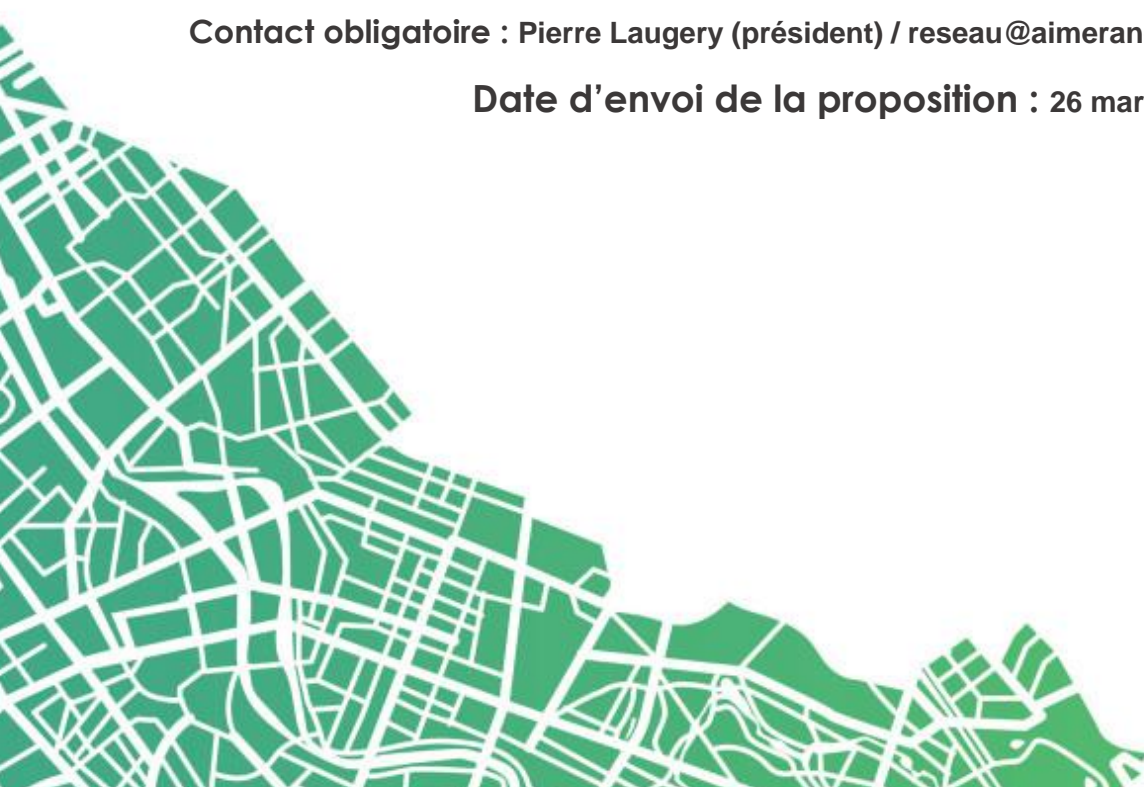 Contact obligatoire : Pierre Laugery (président) / reseau@aimeran
Date d’envoi de la proposition : 26 mar